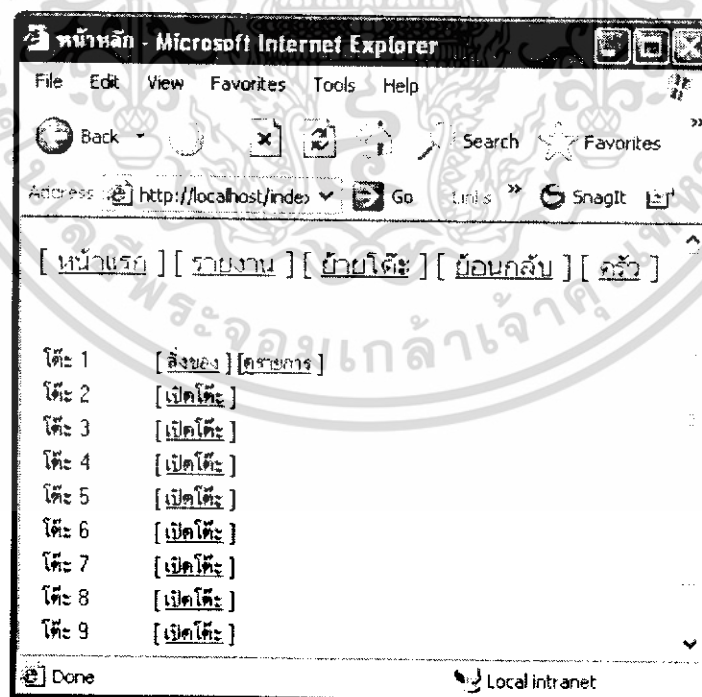 หน้าหลัก - Microsoft Internet Explorer
File Edit View Favorites Tools Help
Back Search Favorites »
Address http://localhost/index Go Links » SnagIt
[ หน้าแรก ] [ รายงาน ] [ ย้ายโต๊ะ ] [ ย้อนกลับ ] [ ครัว ]
โต๊ะ 1 [ สั่งของ ] [ดูรายการ ]
โต๊ะ 2 [ เปิดโต๊ะ ]
โต๊ะ 3 [ เปิดโต๊ะ ]
โต๊ะ 4 [ เปิดโต๊ะ ]
โต๊ะ 5 [ เปิดโต๊ะ ]
โต๊ะ 6 [ เปิดโต๊ะ ]
โต๊ะ 7 [ เปิดโต๊ะ ]
โต๊ะ 8 [ เปิดโต๊ะ ]
โต๊ะ 9 [ เปิดโต๊ะ ]
Done Local intranet